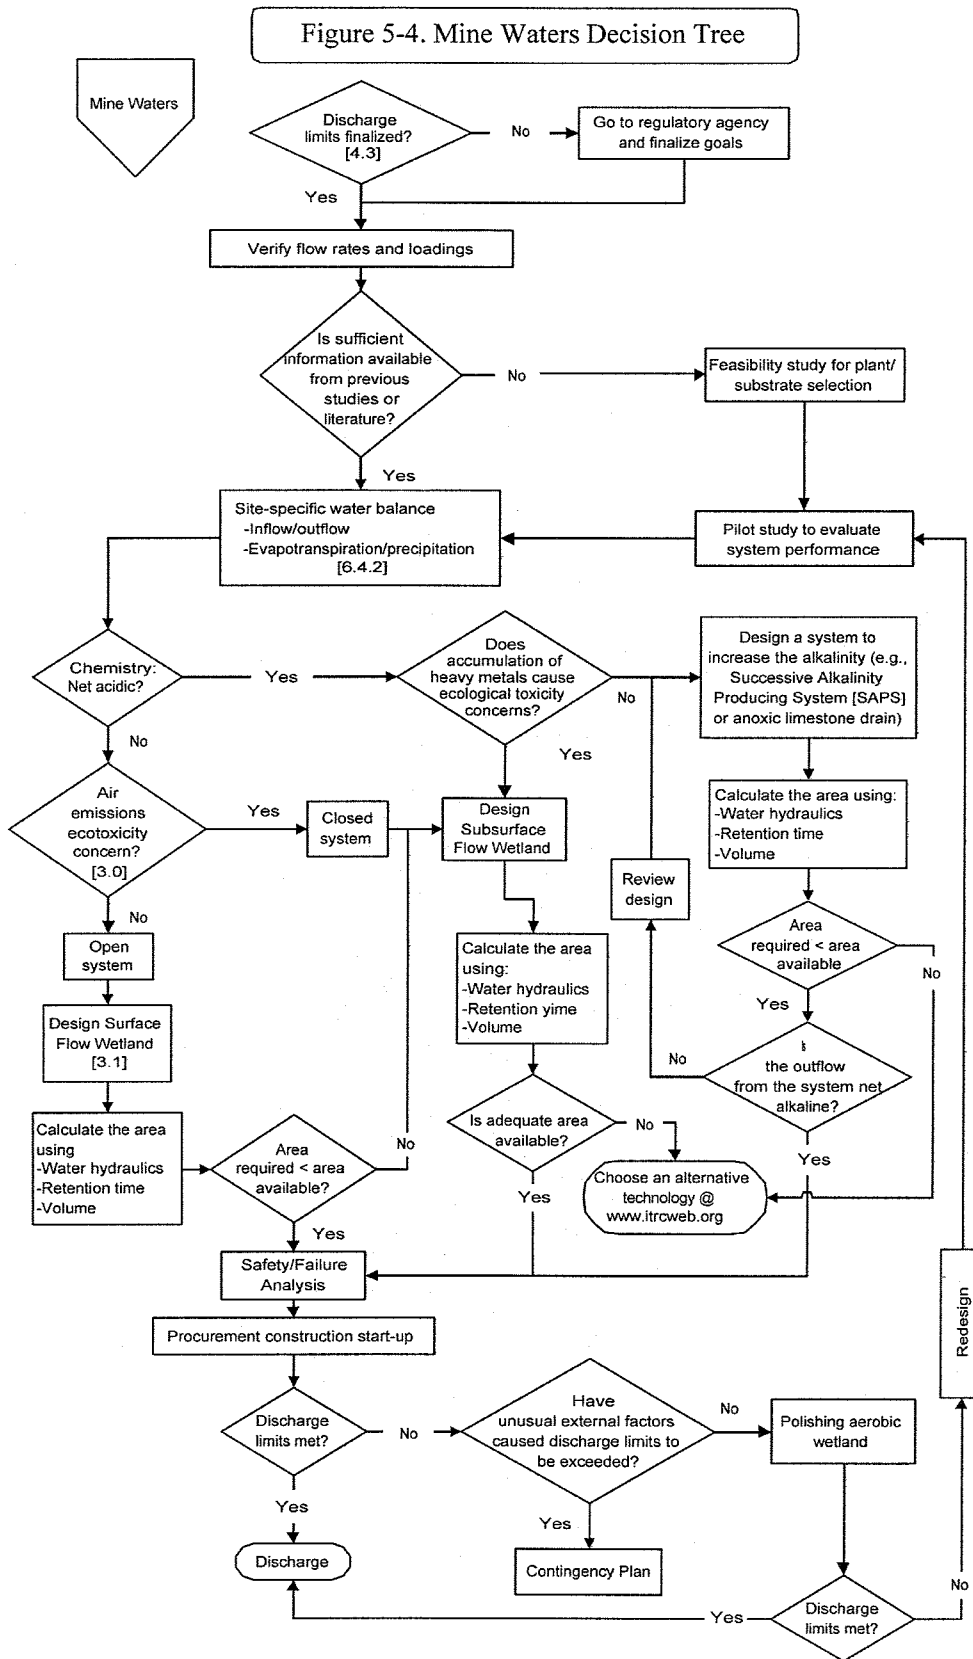 Figure 5-4. Mine Waters Decision Tree
Mine Waters
Discharge
limits finalized?
[4.3]
No
Go to regulatory agency
and finalize goals
Yes
Verify flow rates and loadings
Is sufficient
information available
from previous
studies or
literature?
No
Feasibility study for plant/
substrate selection
Yes
Site-specific water balance
-Inflow/outflow
-Evapotranspiration/precipitation
[6.4.2]
Pilot study to evaluate
system performance
Chemistry:
Net acidic?
Yes
Does
accumulation of
heavy metals cause
ecological toxicity
concerns?
No
Design a system to
increase the alkalinity (e.g.,
Successive Alkalinity
Producing System [SAPS]
or anoxic limestone drain)
No
Yes
Air
emissions
ecotoxicity
concern?
[3.0]
Yes
Closed
system
Design
Subsurface
Flow Wetland
Calculate the area using:
-Water hydraulics
-Retention time
-Volume
Review
design
No
Open
system
Calculate the area
using:
-Water hydraulics
-Retention yime
-Volume
Area
required < area
available
No
Yes
Design Surface
Flow Wetland
[3.1]
No
Is
the outflow
from the system net
alkaline?
Calculate the area
using
-Water hydraulics
-Retention time
-Volume
Area
required < area
available?
No
Is adequate area
available?
No
Yes
Choose an alternative
technology @
www.itrcweb.org
Yes
Yes
Safety/Failure
Analysis
Procurement construction start-up
Redesign
Discharge
limits met?
No
Have
unusual external factors
caused discharge limits to
be exceeded?
No
Polishing aerobic
wetland
Yes
Yes
Discharge
Contingency Plan
No
Yes
Discharge
limits met?